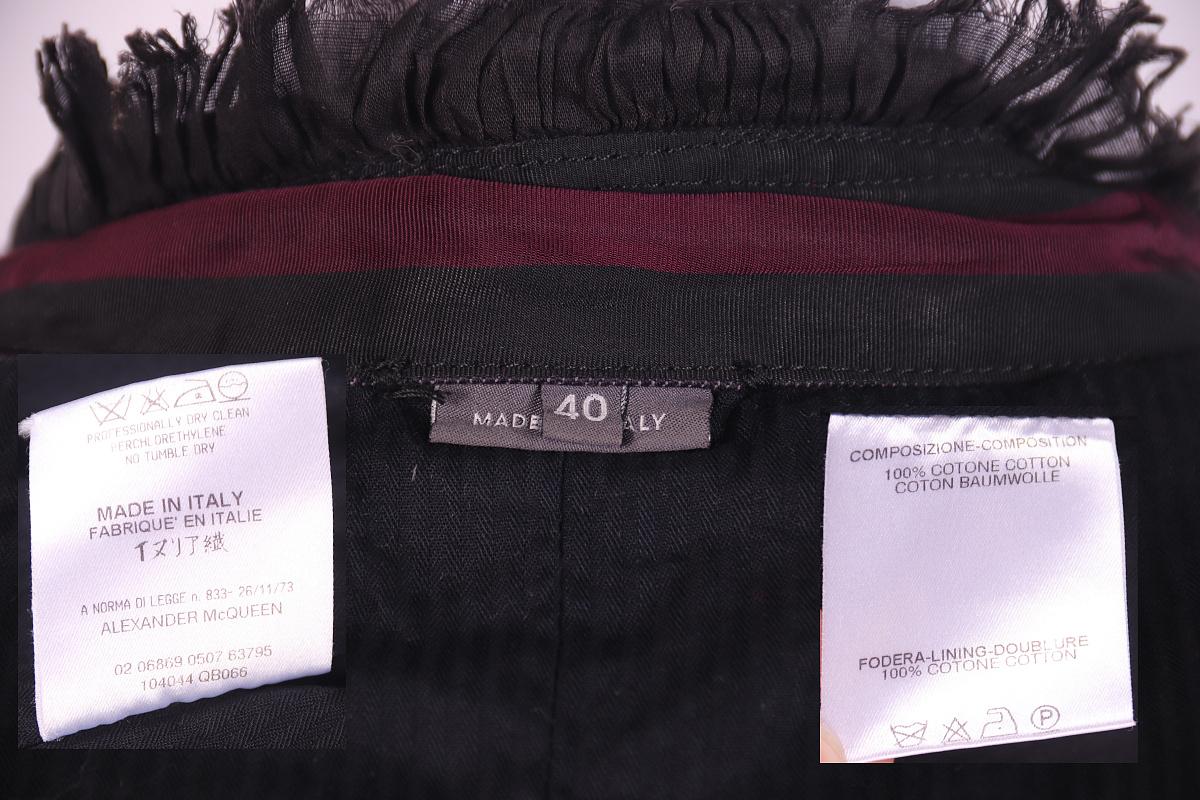 PROFESSIONALLY DRY CLEAN
PERCHLORETHYLENE
NO TUMBLE DRY
MADE IN ITALY
FABRIQUE' EN ITALIE
イヌリア繊
A NORMA DI LEGGE n. 833- 26/11/73
ALEXANDER McQUEEN
02 06869 0507 63795
104044 QB066
MADE ALY
40
COMPOSIZIONE-COMPOSITION
100% COTONE COTTON
COTON BAUMWOLLE
FODERA-LINING-DOUBLURE
100% COTONE COTTON
P